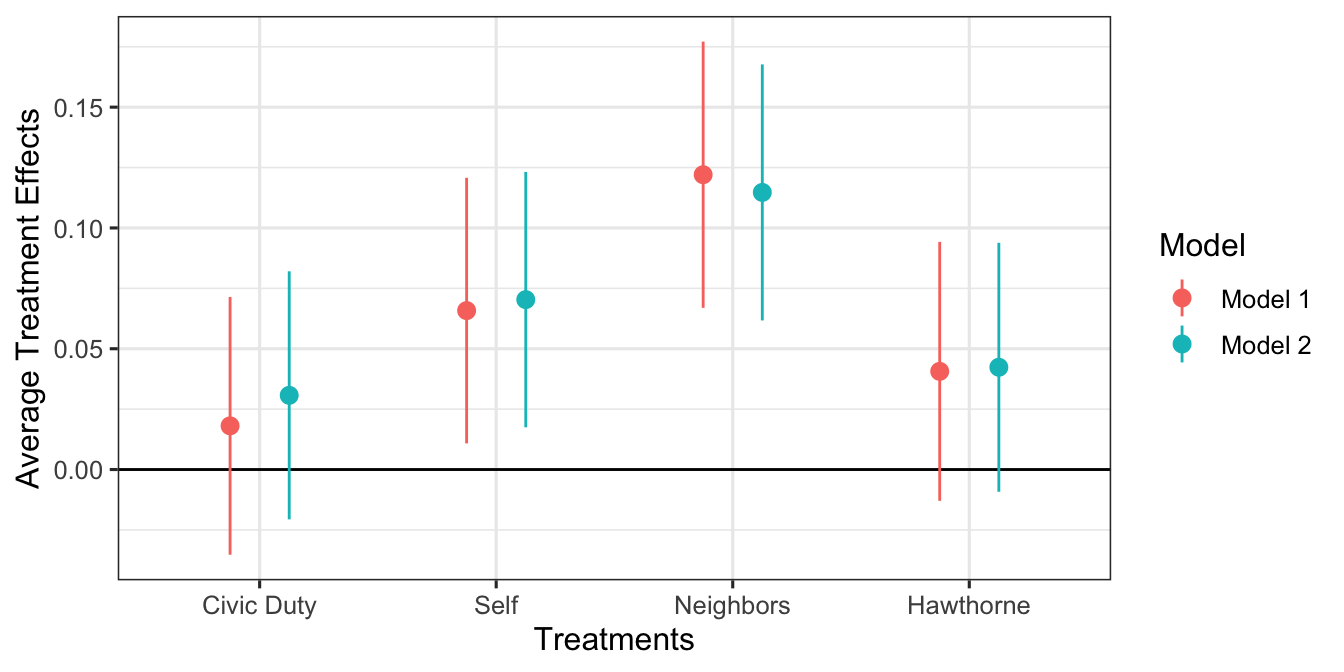 Average Treatment Effects
0.15
0.10
0.05
0.00
Civic Duty
Self
Neighbors
Hawthorne
Treatments
Model
Model 1
Model 2